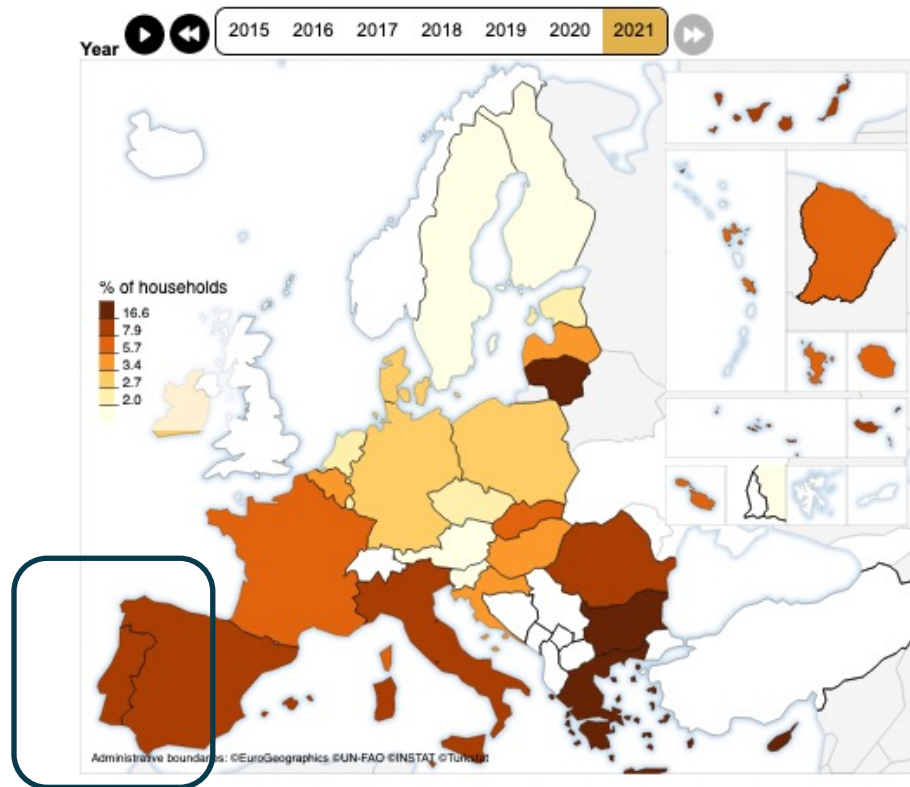 Year 2015 2016 2017 2018 2019 2020 2021
% of households
16.6
7.9
5.7
3.4
2.7
2.0
Administrative boundaries: ©EuroGeographics ©UN-FAO ©INSTAT ©Turkstat